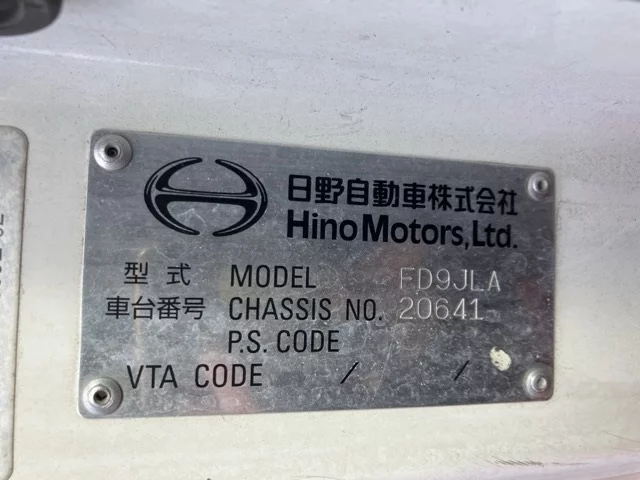 日野自動車株式会社
Hino Motors, Ltd.
型式 MODEL FD9JLA
車台番号 CHASSIS NO. 20641
P.S. CODE
VTA CODE / /